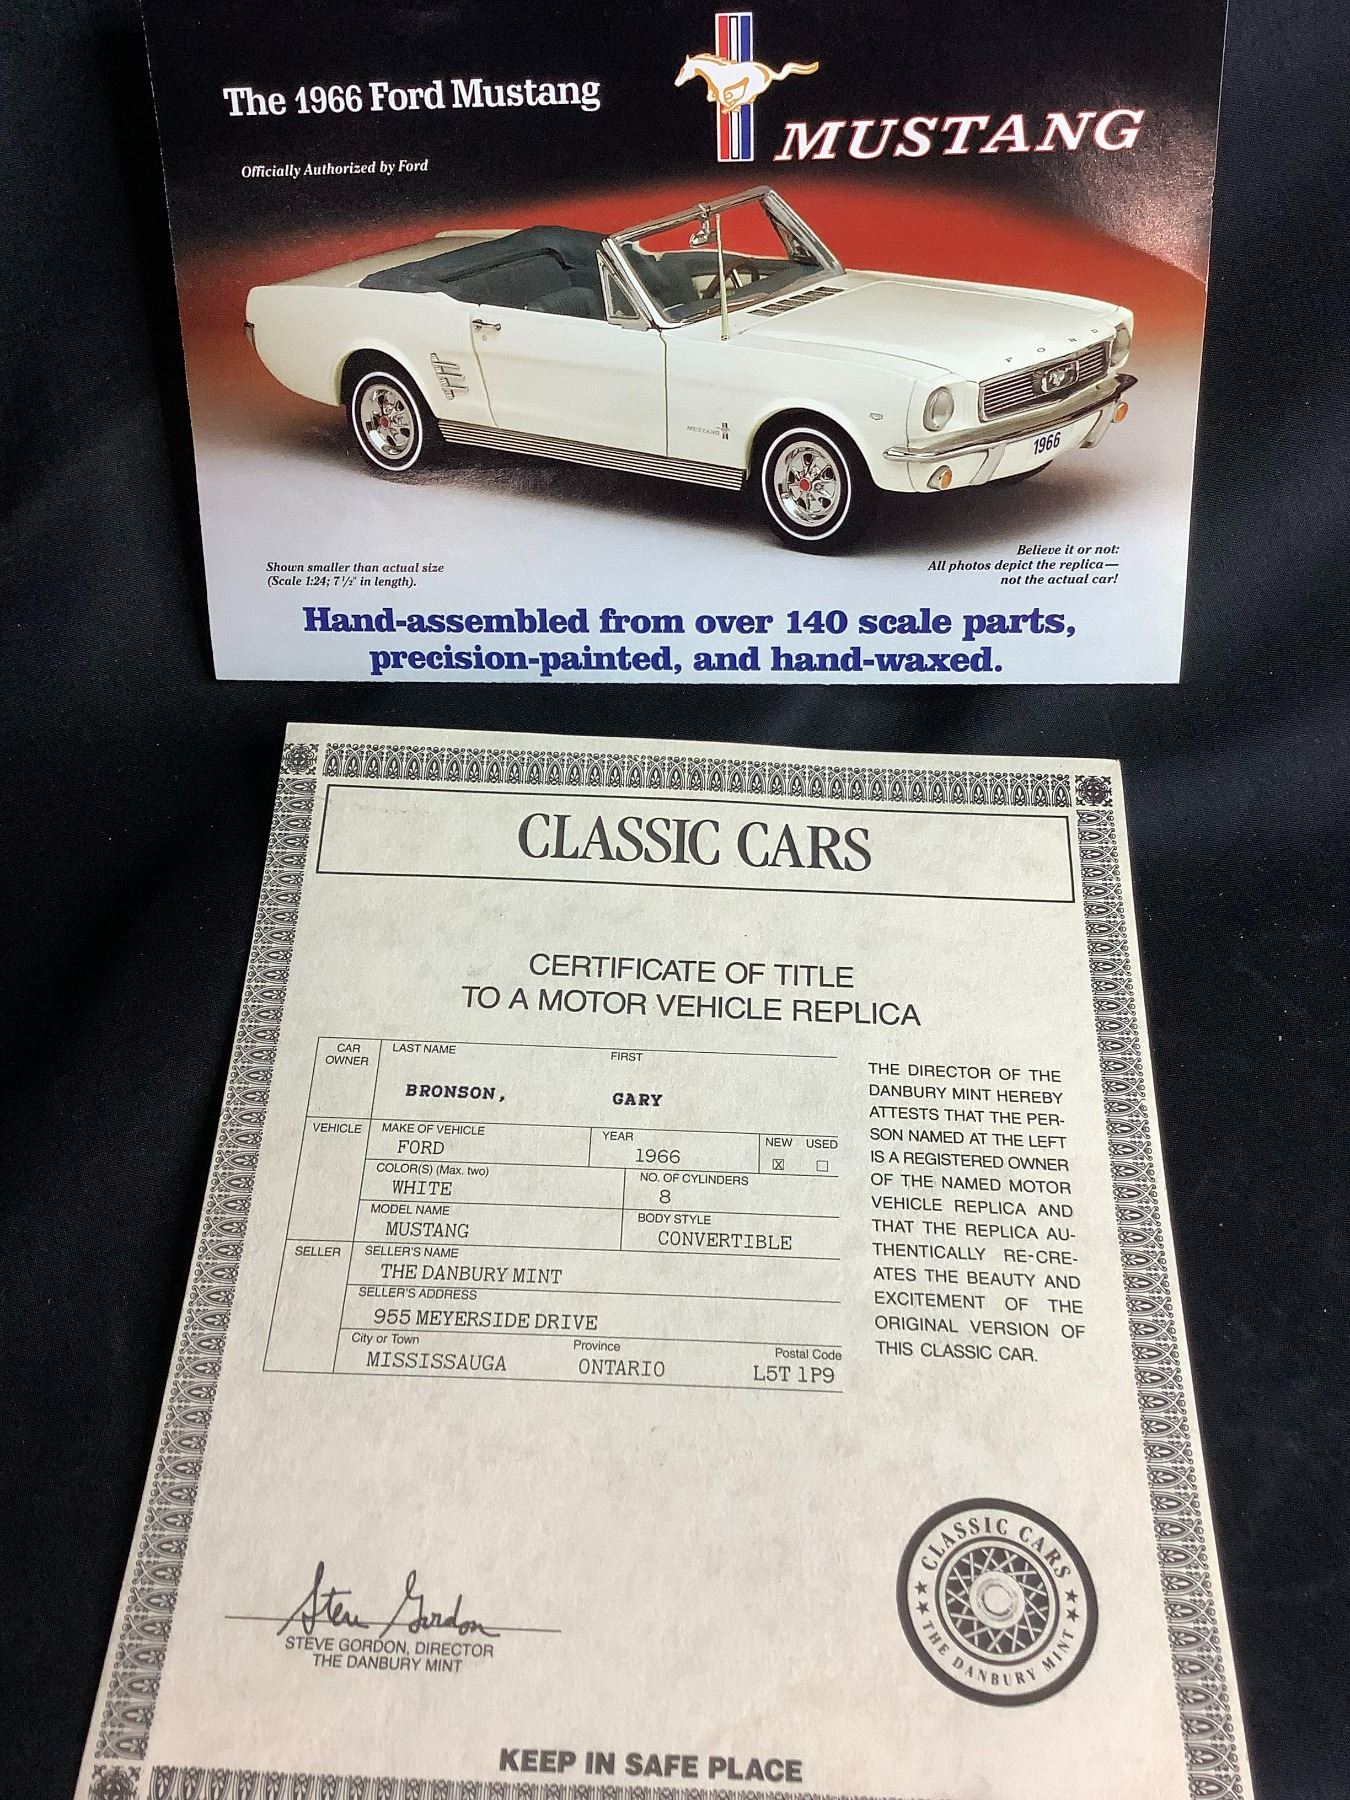 The 1966 Ford Mustang
MUSTANG
Officially Authorized by Ford
FORD
MUSTANG
1966
Shown smaller than actual size
(Scale 1:24; 7 1/2" in length).
Believe it or not:
All photos depict the replica—
not the actual car!
Hand-assembled from over 140 scale parts,
precision-painted, and hand-waxed.
CLASSIC CARS
CERTIFICATE OF TITLE
TO A MOTOR VEHICLE REPLICA
CAR OWNER
LAST NAME FIRST
BRONSON, GARY
VEHICLE
MAKE OF VEHICLE YEAR NEW USED
FORD 1966 X
COLOR(S) (Max. two) NO. OF CYLINDERS
WHITE 8
MODEL NAME BODY STYLE
MUSTANG CONVERTIBLE
SELLER
SELLER'S NAME
THE DANBURY MINT
SELLER'S ADDRESS
955 MEYERSIDE DRIVE
City or Town Province Postal Code
MISSISSAUGA ONTARIO L5T 1P9
THE DIRECTOR OF THE
DANBURY MINT HEREBY
ATTESTS THAT THE PER-
SON NAMED AT THE LEFT
IS A REGISTERED OWNER
OF THE NAMED MOTOR
VEHICLE REPLICA AND
THAT THE REPLICA AU-
THENTICALLY RE-CRE-
ATES THE BEAUTY AND
EXCITEMENT OF THE
ORIGINAL VERSION OF
THIS CLASSIC CAR.
Steve Gordon
STEVE GORDON, DIRECTOR
THE DANBURY MINT
CLASSIC CARS
THE DANBURY MINT
KEEP IN SAFE PLACE